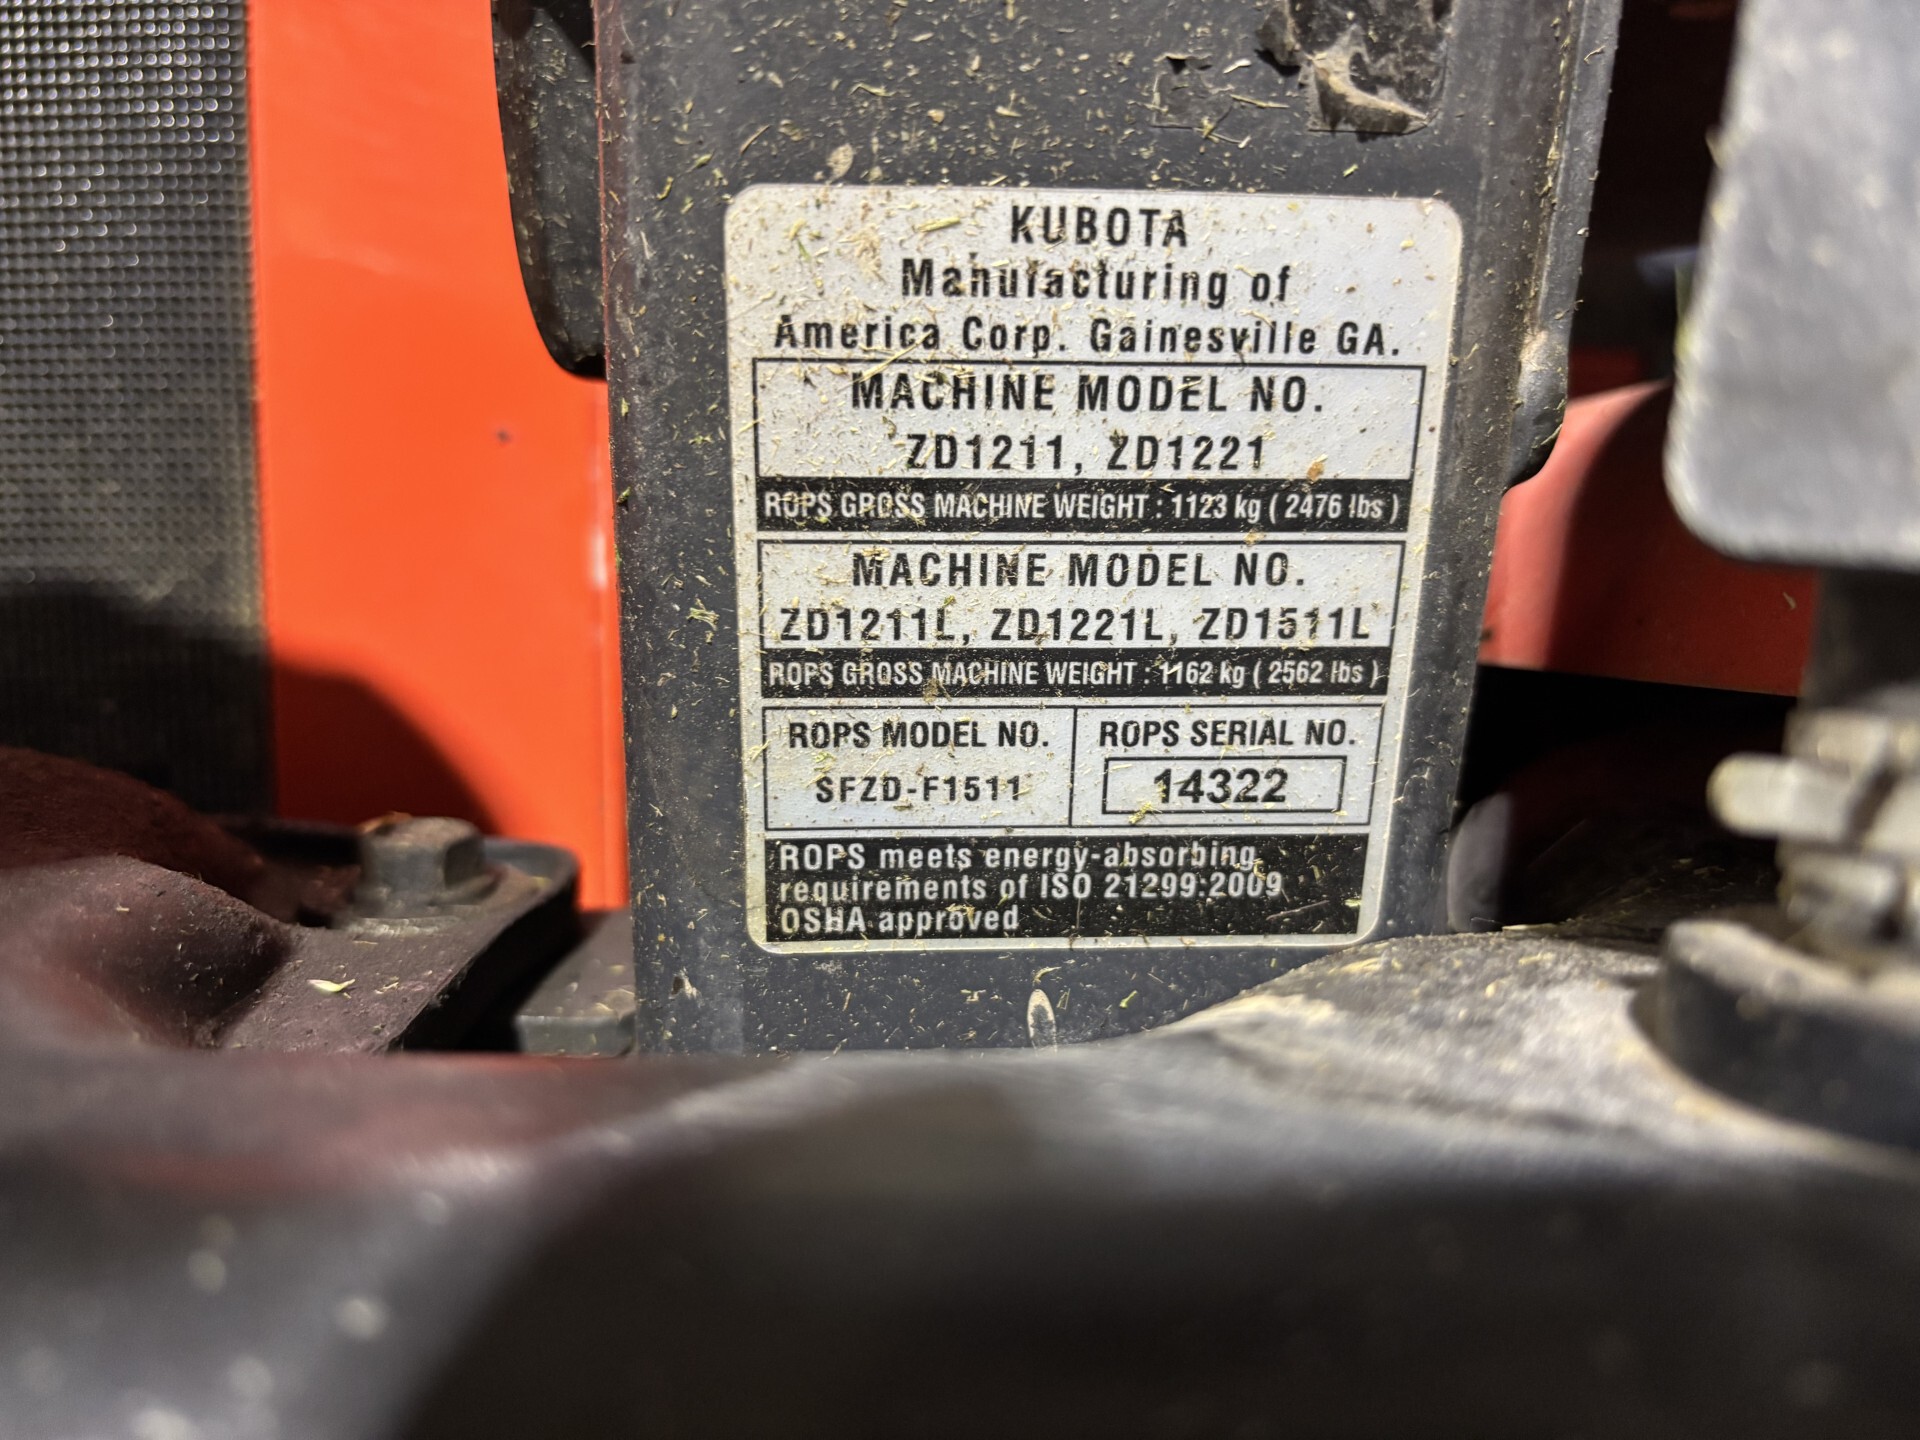 KUBOTA
Manufacturing of
America Corp. Gainesville GA.
MACHINE MODEL NO.
ZD1211, ZD1221
ROPS GROSS MACHINE WEIGHT : 1123 kg ( 2476 lbs )
MACHINE MODEL NO.
ZD1211L, ZD1221L, ZD1511L
ROPS GROSS MACHINE WEIGHT : 1162 kg ( 2562 lbs )
ROPS MODEL NO.
SFZD-F1511
ROPS SERIAL NO.
14322
ROPS meets energy-absorbing
requirements of ISO 21299:2009
OSHA approved